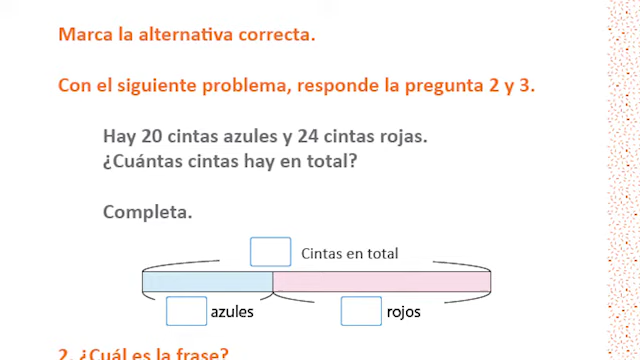 Marca la alternativa correcta.
Con el siguiente problema, responde la pregunta 2 y 3.
Hay 20 cintas azules y 24 cintas rojas.
¿Cuántas cintas hay en total?
Completa.
Cintas en total
azules rojos
2. ¿Cuál es la frase?